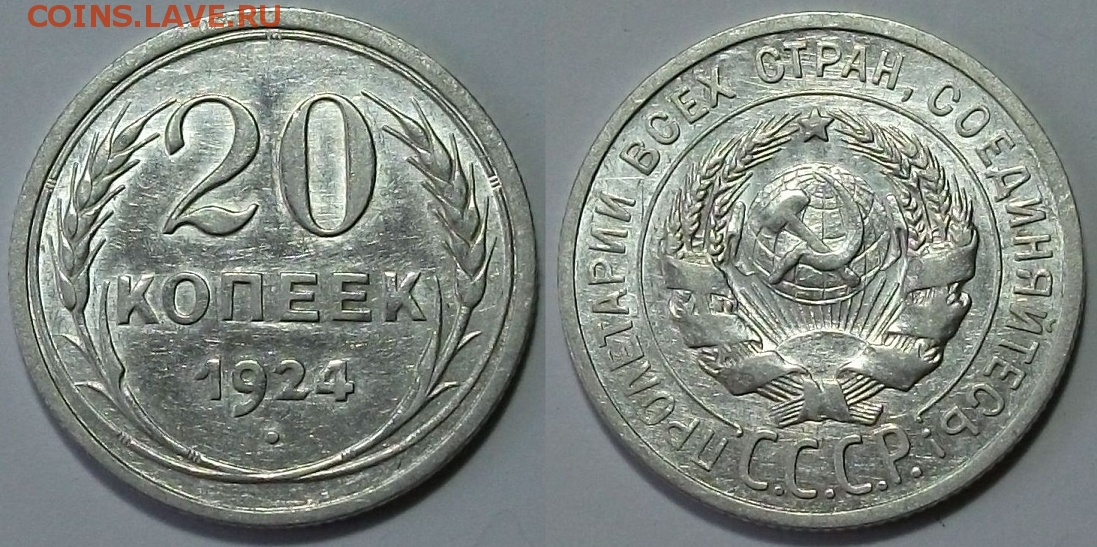 COINS.LAVE.RU
20
КОПЕЕК
1924
ПРОЛЕТАРИИ ВСЕХ СТРАН, СОЕДИНЯЙТЕСЬ!
С.С.С.Р.